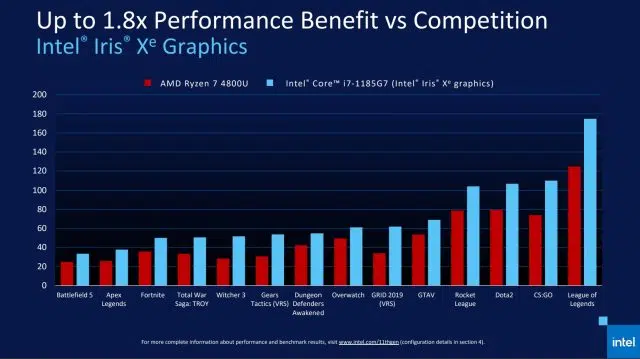 Up to 1.8x Performance Benefit vs Competition
Intel® Iris® Xe Graphics
AMD Ryzen 7 4800U
Intel® Core™ i7-1185G7 (Intel® Iris® Xe graphics)
200
180
160
140
120
100
80
60
40
20
0
Battlefield 5
Apex Legends
Fortnite
Total War Saga: TROY
Witcher 3
Gears Tactics (VRS)
Dungeon Defenders Awakened
Overwatch
GRID 2019 (VRS)
GTAV
Rocket League
Dota2
CS:GO
League of Legends
For more complete information about performance and benchmark results, visit www.intel.com/11thgen (configuration details in section 4).
intel